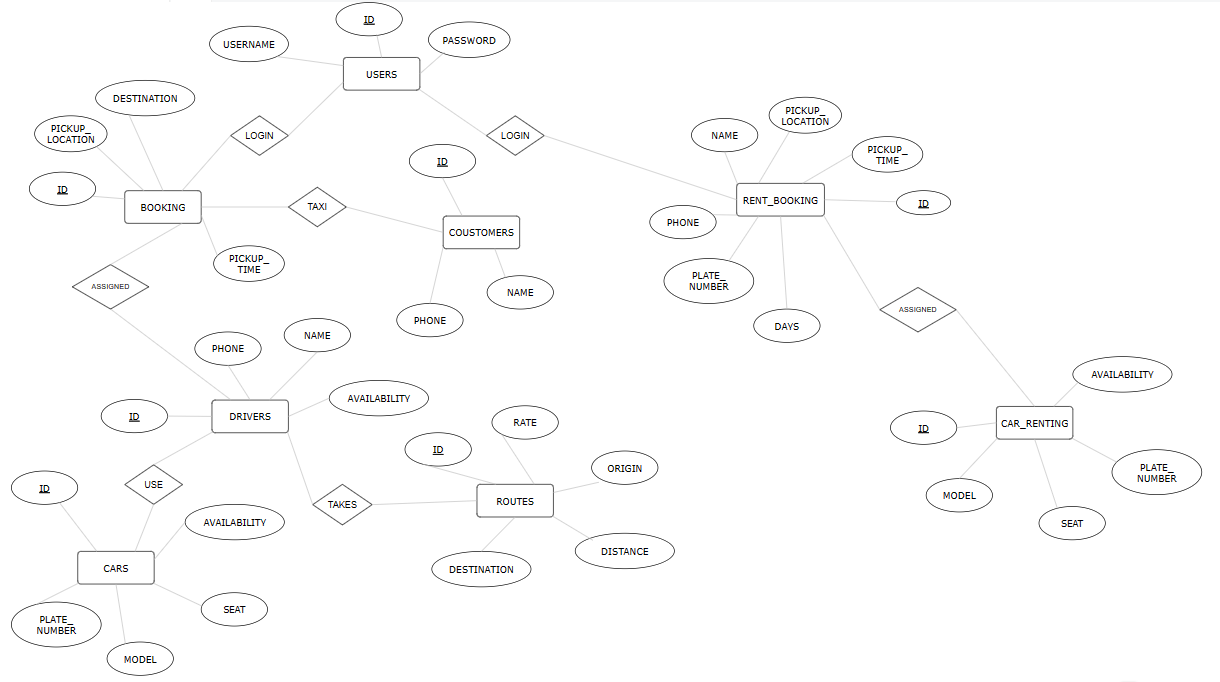 ID
USERNAME
PASSWORD
USERS
DESTINATION
PICKUP_
LOCATION
LOGIN
LOGIN
ID
BOOKING
TAXI
ID
COUSTOMERS
PICKUP_
TIME
NAME
PHONE
ASSIGNED
NAME
PICKUP_
LOCATION
PICKUP_
TIME
ID
RENT_BOOKING
PHONE
PLATE_
NUMBER
DAYS
ASSIGNED
PHONE
NAME
AVAILABILITY
ID
DRIVERS
USE
TAKES
ID
RATE
ORIGIN
ROUTES
DISTANCE
DESTINATION
ID
AVAILABILITY
CARS
PLATE_
NUMBER
MODEL
SEAT
AVAILABILITY
ID
CAR_RENTING
MODEL
SEAT
PLATE_
NUMBER